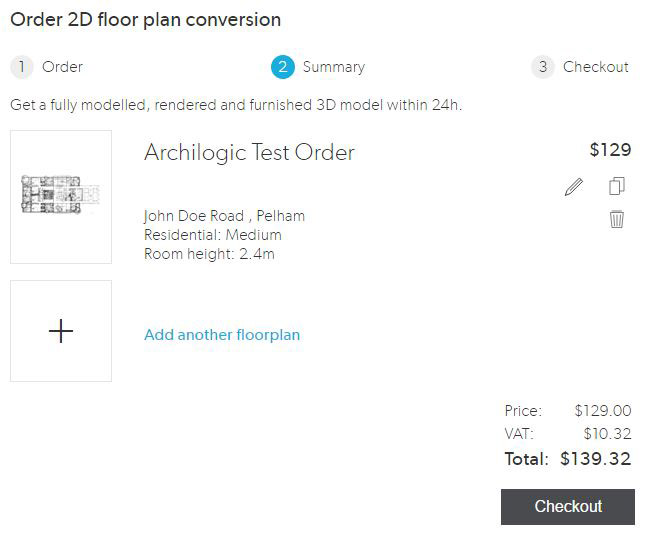 Order 2D floor plan conversion
1 Order
2 Summary
3 Checkout
Get a fully modelled, rendered and furnished 3D model within 24h.
Archilogic Test Order
$129
John Doe Road , Pelham
Residential: Medium
Room height: 2.4m
Add another floorplan
Price: $129.00
VAT: $10.32
Total: $139.32
Checkout